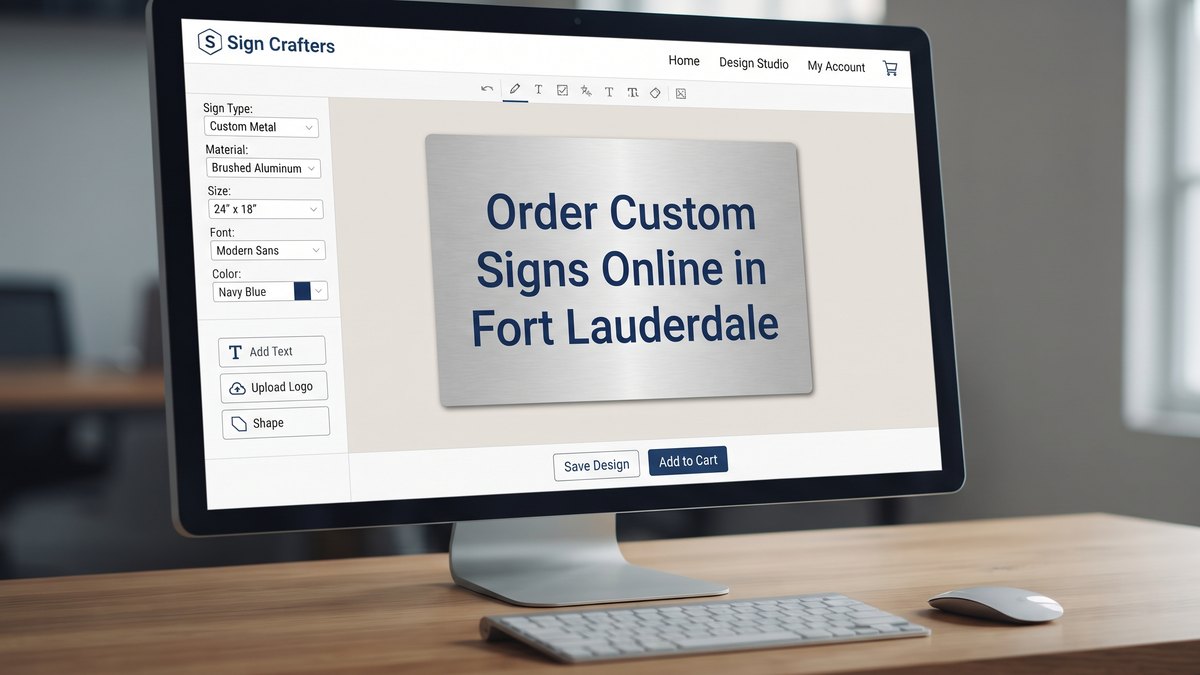 S Sign Crafters
Home Design Studio My Account
Sign Type:
Custom Metal
Material:
Brushed Aluminum
Size:
24” x 18”
Font:
Modern Sans
Color:
Navy Blue
T Add Text
Upload Logo
Shape
Order Custom
Signs Online in
Fort Lauderdale
Save Design Add to Cart